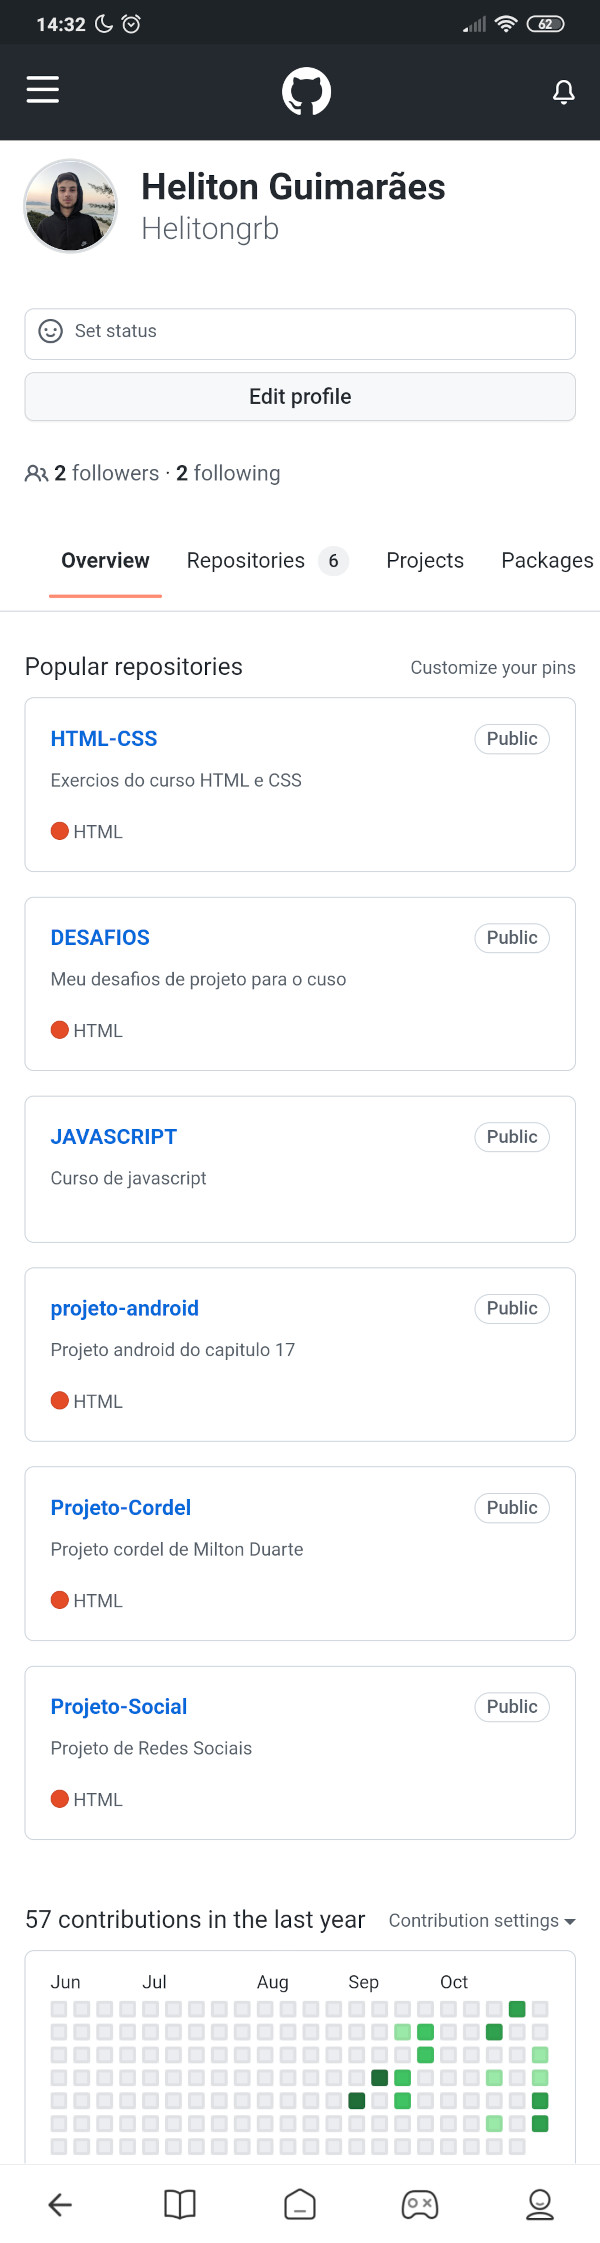 14:32
62
Heliton Guimarães
Helitongrb
Set status
Edit profile
2 followers · 2 following
Overview Repositories 6 Projects Packages
Popular repositories Customize your pins
HTML-CSS Public
Exercios do curso HTML e CSS
HTML
DESAFIOS Public
Meu desafios de projeto para o cuso
HTML
JAVASCRIPT Public
Curso de javascript
projeto-android Public
Projeto android do capitulo 17
HTML
Projeto-Cordel Public
Projeto cordel de Milton Duarte
HTML
Projeto-Social Public
Projeto de Redes Sociais
HTML
57 contributions in the last year Contribution settings
Jun Jul Aug Sep Oct